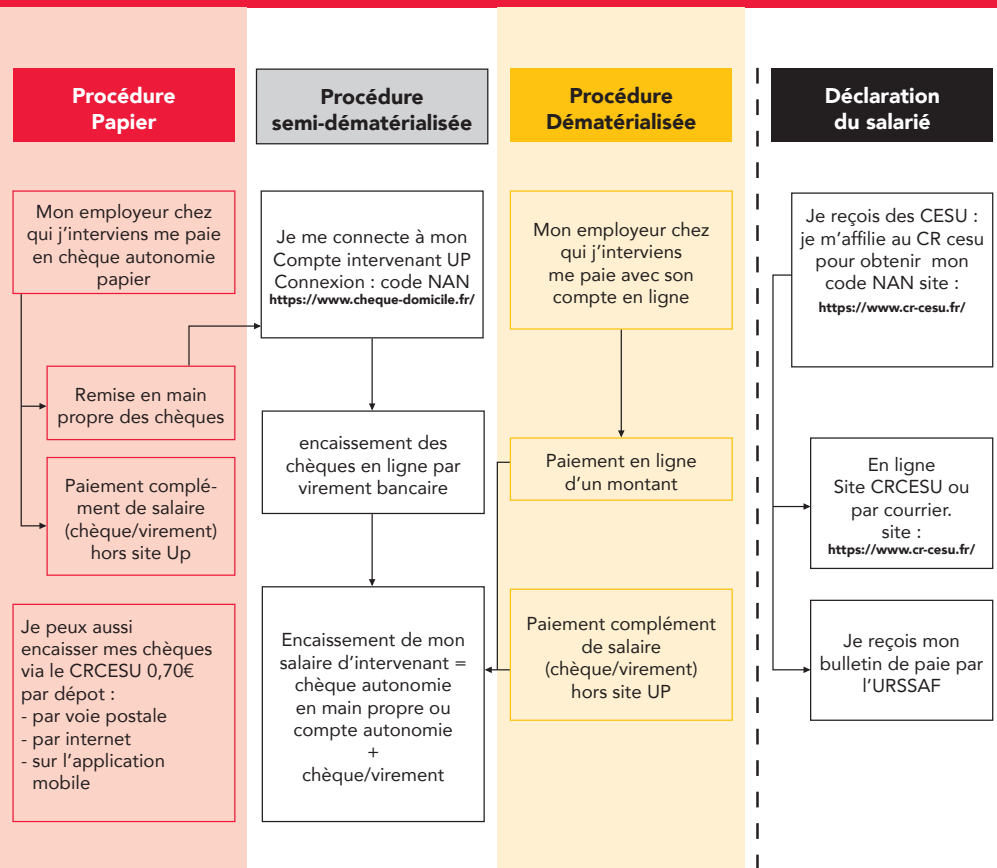 Procédure
Papier
Mon employeur chez
qui j’interviens me paie
en chèque autonomie
papier
Remise en main
propre des chèques
Paiement complé-
ment de salaire
(chèque/virement)
hors site Up
Je peux aussi
encaisser mes chèques
via le CRCESU 0,70€
par dépot :
- par voie postale
- par internet
- sur l’application
mobile
Procédure
semi-dématérialisée
Je me connecte à mon
Compte intervenant UP
Connexion : code NAN
https://www.cheque-domicile.fr/
encaissement des
chèques en ligne par
virement bancaire
Encaissement de mon
salaire d’intervenant =
chèque autonomie
en main propre ou
compte autonomie
+
chèque/virement
Procédure
Dématérialisée
Mon employeur chez
qui j’interviens
me paie avec son
compte en ligne
Paiement en ligne
d’un montant
Paiement complément
de salaire
(chèque/virement)
hors site UP
Déclaration
du salarié
Je reçois des CESU :
je m’affilie au CR cesu
pour obtenir mon
code NAN site :
https://www.cr-cesu.fr/
En ligne
Site CRCESU ou
par courrier.
site :
https://www.cr-cesu.fr/
Je reçois mon
bulletin de paie par
l’URSSAF